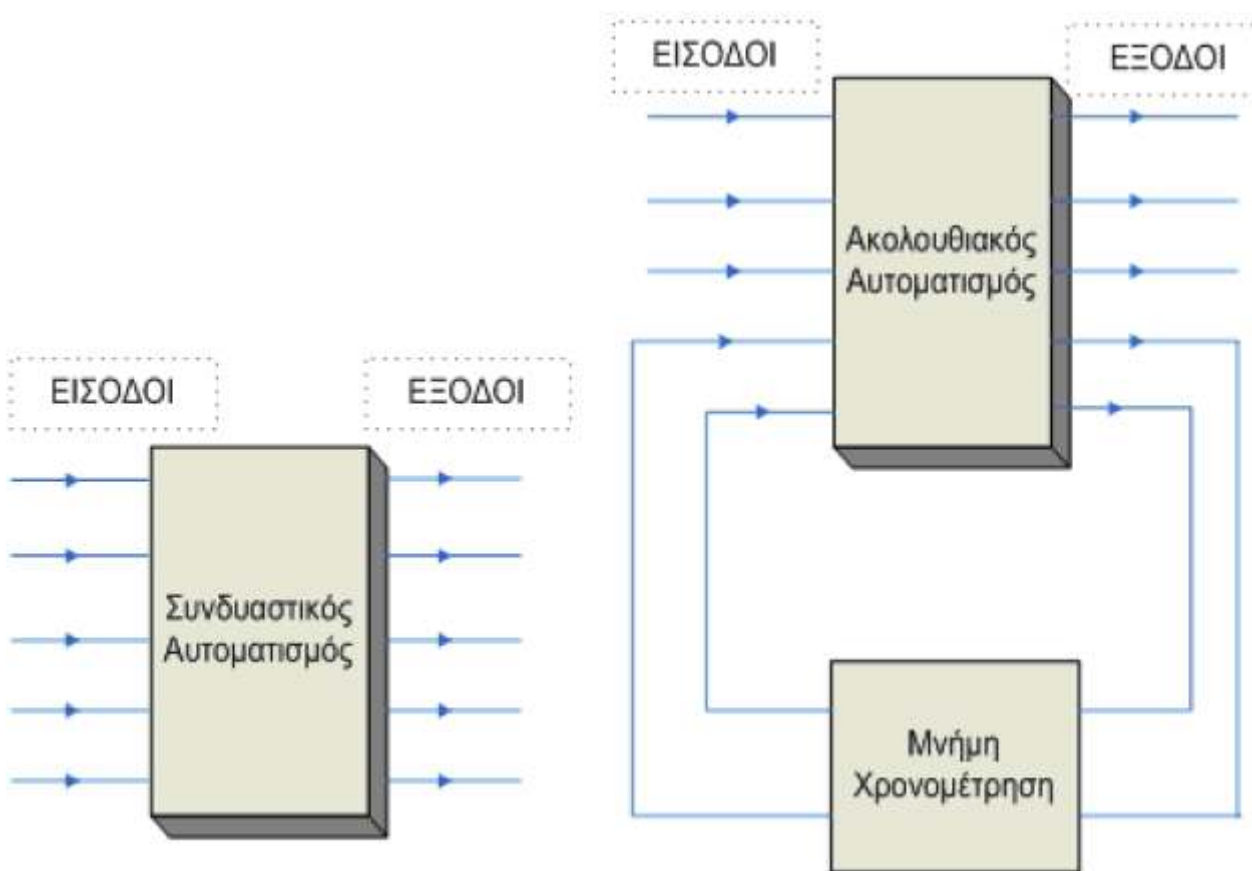 ΕΙΣΟΔΟΙ
ΕΞΟΔΟΙ
Συνδυαστικός
Αυτοματισμός
ΕΙΣΟΔΟΙ
ΕΞΟΔΟΙ
Ακολουθιακός
Αυτοματισμός
Μνήμη
Χρονομέτρηση